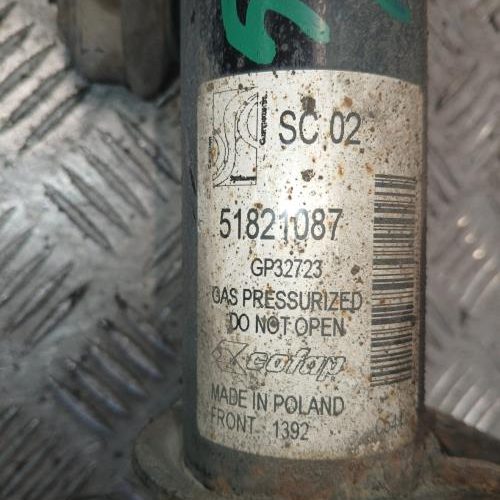 SC 02
51821087
GP32723
GAS PRESSURIZED
DO NOT OPEN
MADE IN POLAND
FRONT - 1392